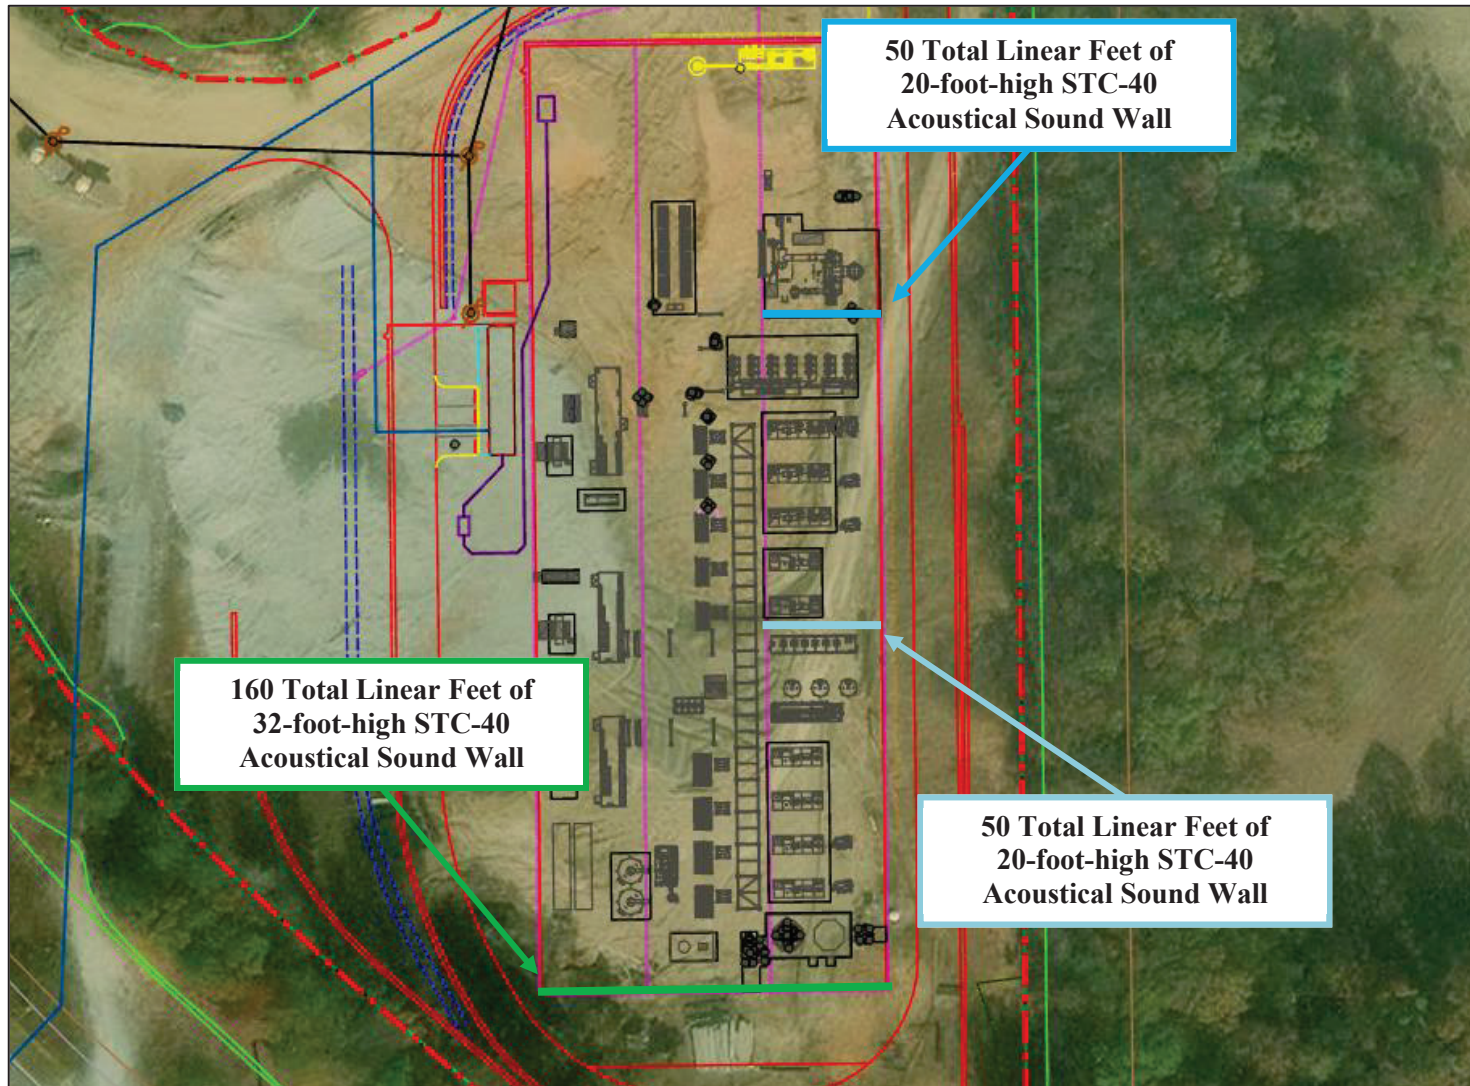 50 Total Linear Feet of
20-foot-high STC-40
Acoustical Sound Wall
160 Total Linear Feet of
32-foot-high STC-40
Acoustical Sound Wall
50 Total Linear Feet of
20-foot-high STC-40
Acoustical Sound Wall